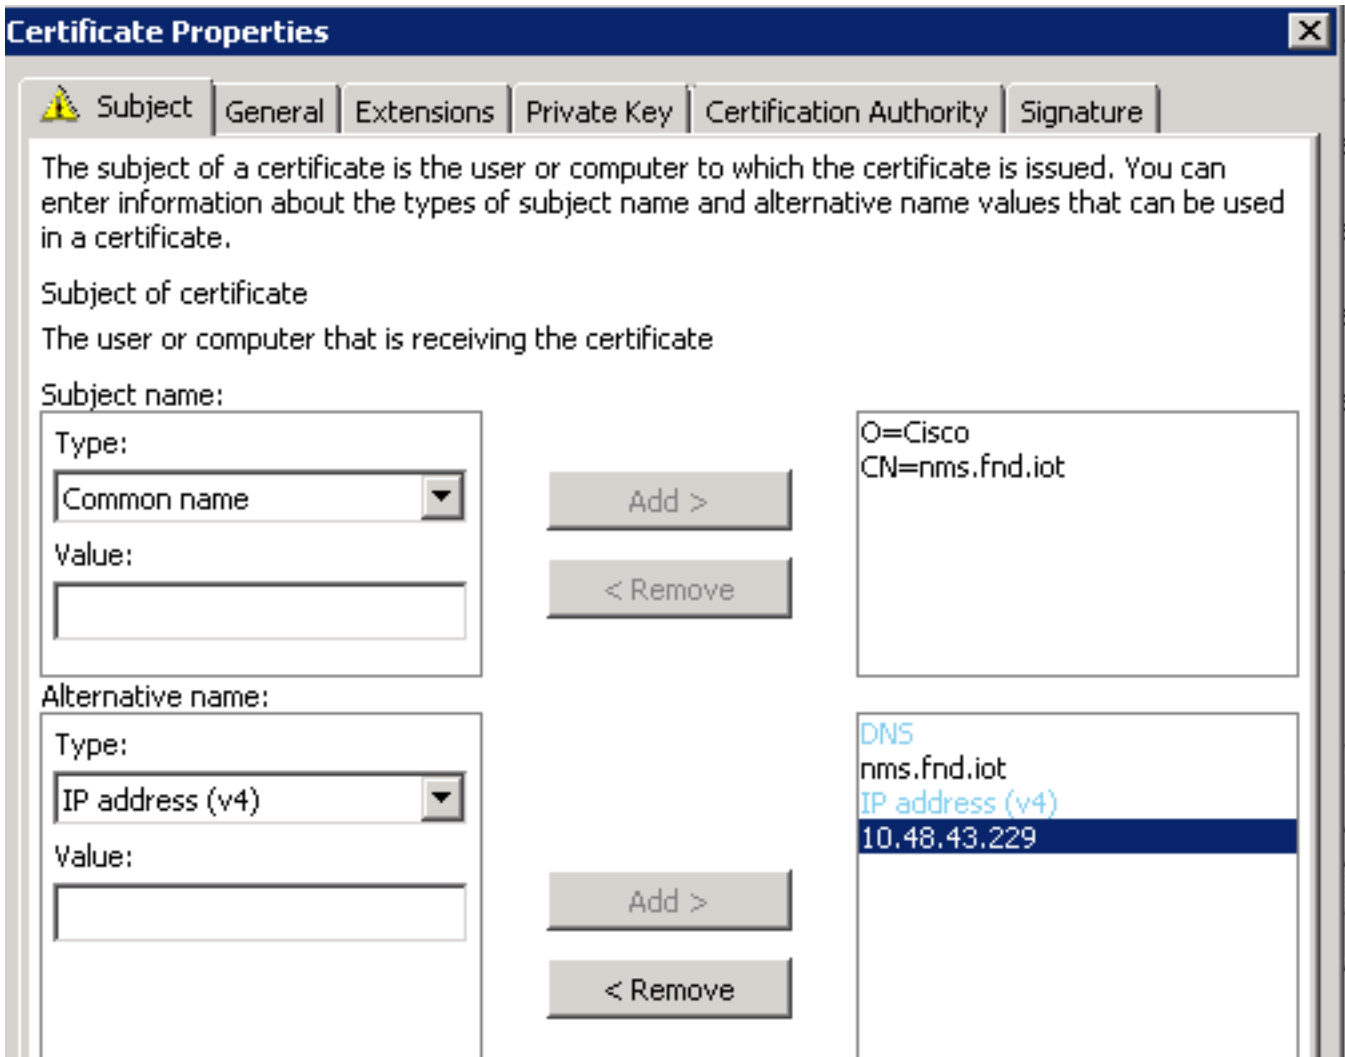 Certificate Properties
Subject
General
Extensions
Private Key
Certification Authority
Signature
The subject of a certificate is the user or computer to which the certificate is issued. You can
enter information about the types of subject name and alternative name values that can be used
in a certificate.
Subject of certificate
The user or computer that is receiving the certificate
Subject name:
Type:
Common name
Value:
Add >
< Remove
O=Cisco
CN=nms.fnd.iot
Alternative name:
Type:
IP address (v4)
Value:
Add >
< Remove
DNS
nms.fnd.iot
IP address (v4)
10.48.43.229